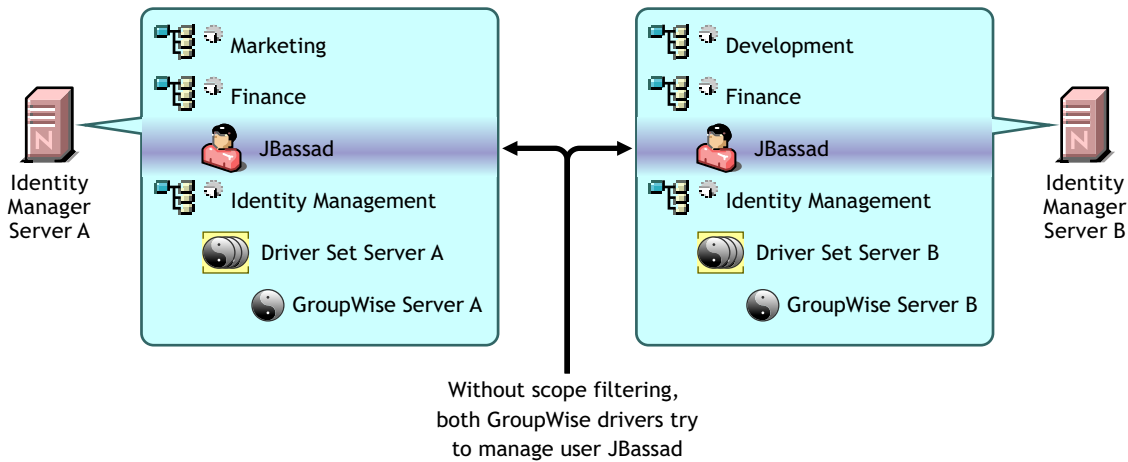 Marketing
Finance
JBassad
Identity Management
Driver Set Server A
GroupWise Server A
N
Identity
Manager
Server A
Development
Finance
JBassad
Identity Management
Driver Set Server B
GroupWise Server B
N
Identity
Manager
Server B
Without scope filtering,
both GroupWise drivers try
to manage user JBassad